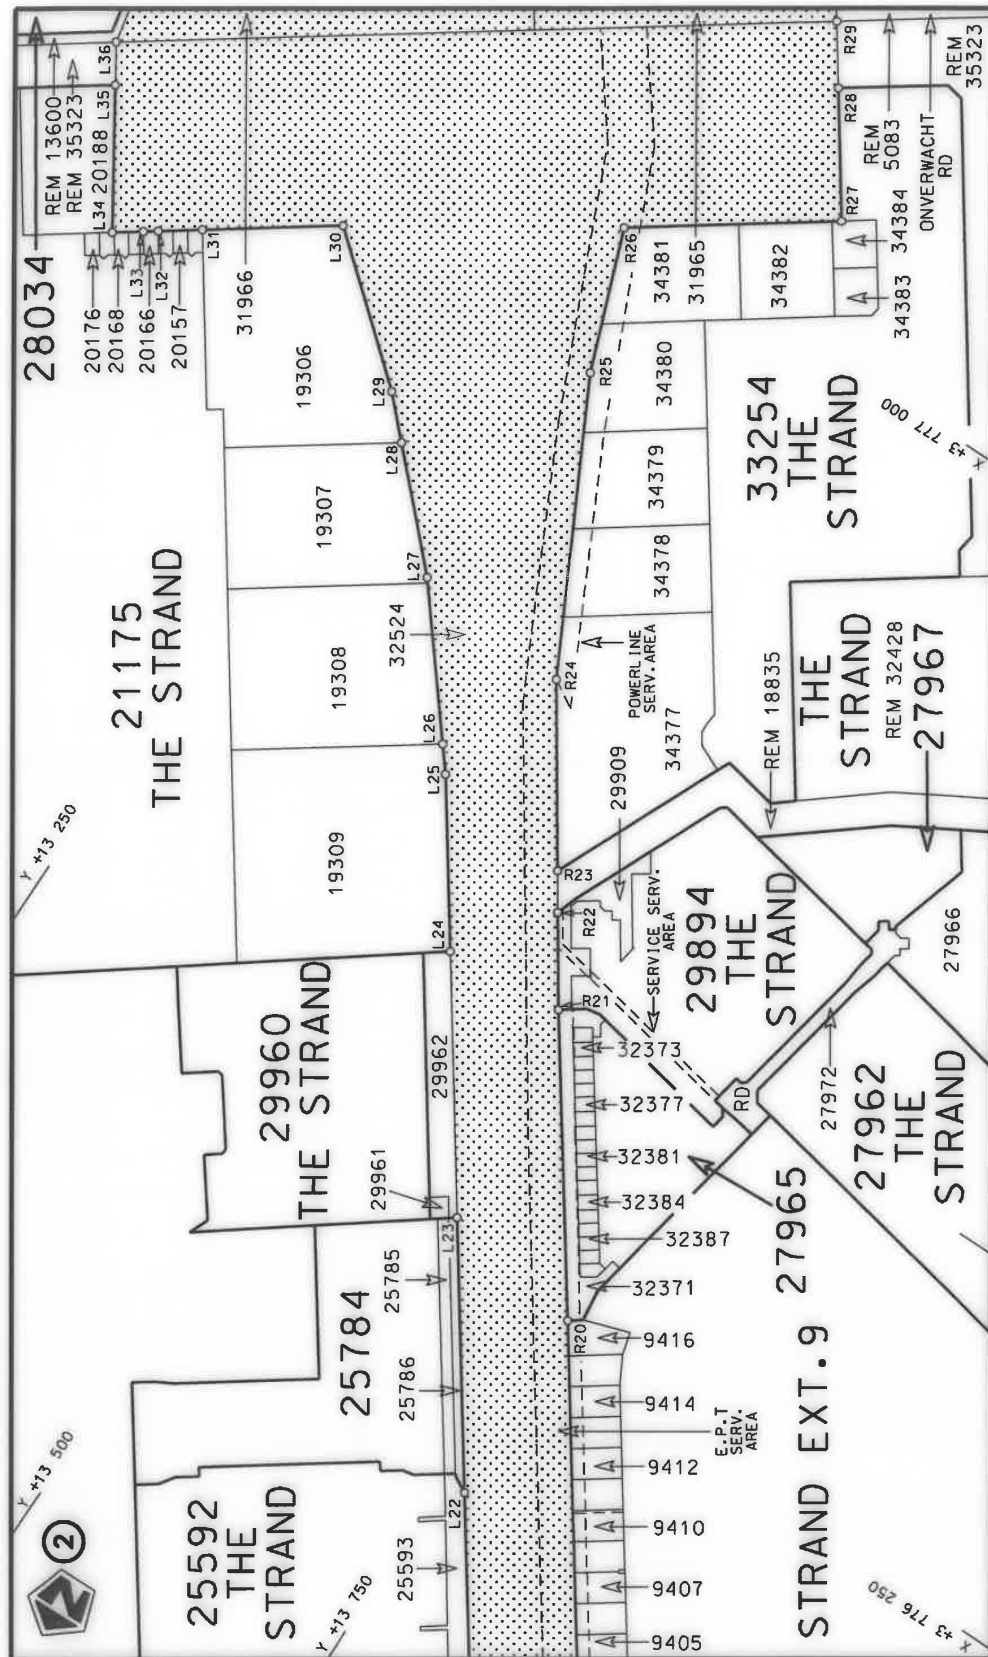 28034
REM 13600
REM 35323
L34 20188 L35
L36
20176
20168
L33
20166
L32
20157
L31
31966
L30
R29
R28
REM
5083
ONVERWACHT
RD
REM
35323
R27
R26
34381
31965
34382
34384
34383
19306
L29
L28
R25
34380
34379
34378
33254
THE
STRAND
X +3 777 000
21175
THE STRAND
19307
L27
32524
19308
L26
L25
19309
L24
Y +13 250
R24
POWERLINE
SERV.AREA
34377
29909
REM 18835
THE
STRAND
REM 32428
27967
R23
R22
SERVICE SERV.
AREA
R21
29894
THE
STRAND
27966
29960
THE STRAND
29962
29961
L23
32373
32377
32381
32384
32387
32371
RD
27972
27962
THE
STRAND
27965
25784
25785
25786
R20
9416
9414
E.P.T
SERV.
AREA
9412
9410
9407
9405
STRAND EXT.9
Y +13 500
2
25592
THE
STRAND
L22
25593
Y +13 750
X +3 776 250